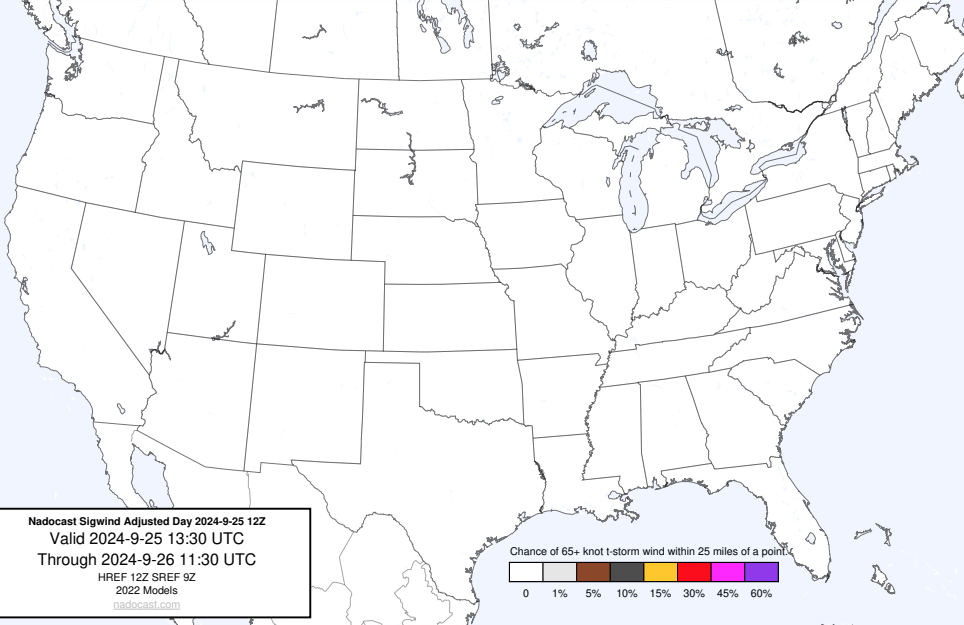 Nadocast Sigwind Adjusted Day 2024-9-25 12Z
Valid 2024-9-25 13:30 UTC
Through 2024-9-26 11:30 UTC
HREF 12Z SREF 9Z
2022 Models
nadocast.com
Chance of 65+ knot t-storm wind within 25 miles of a point.
0 1% 5% 10% 15% 30% 45% 60%